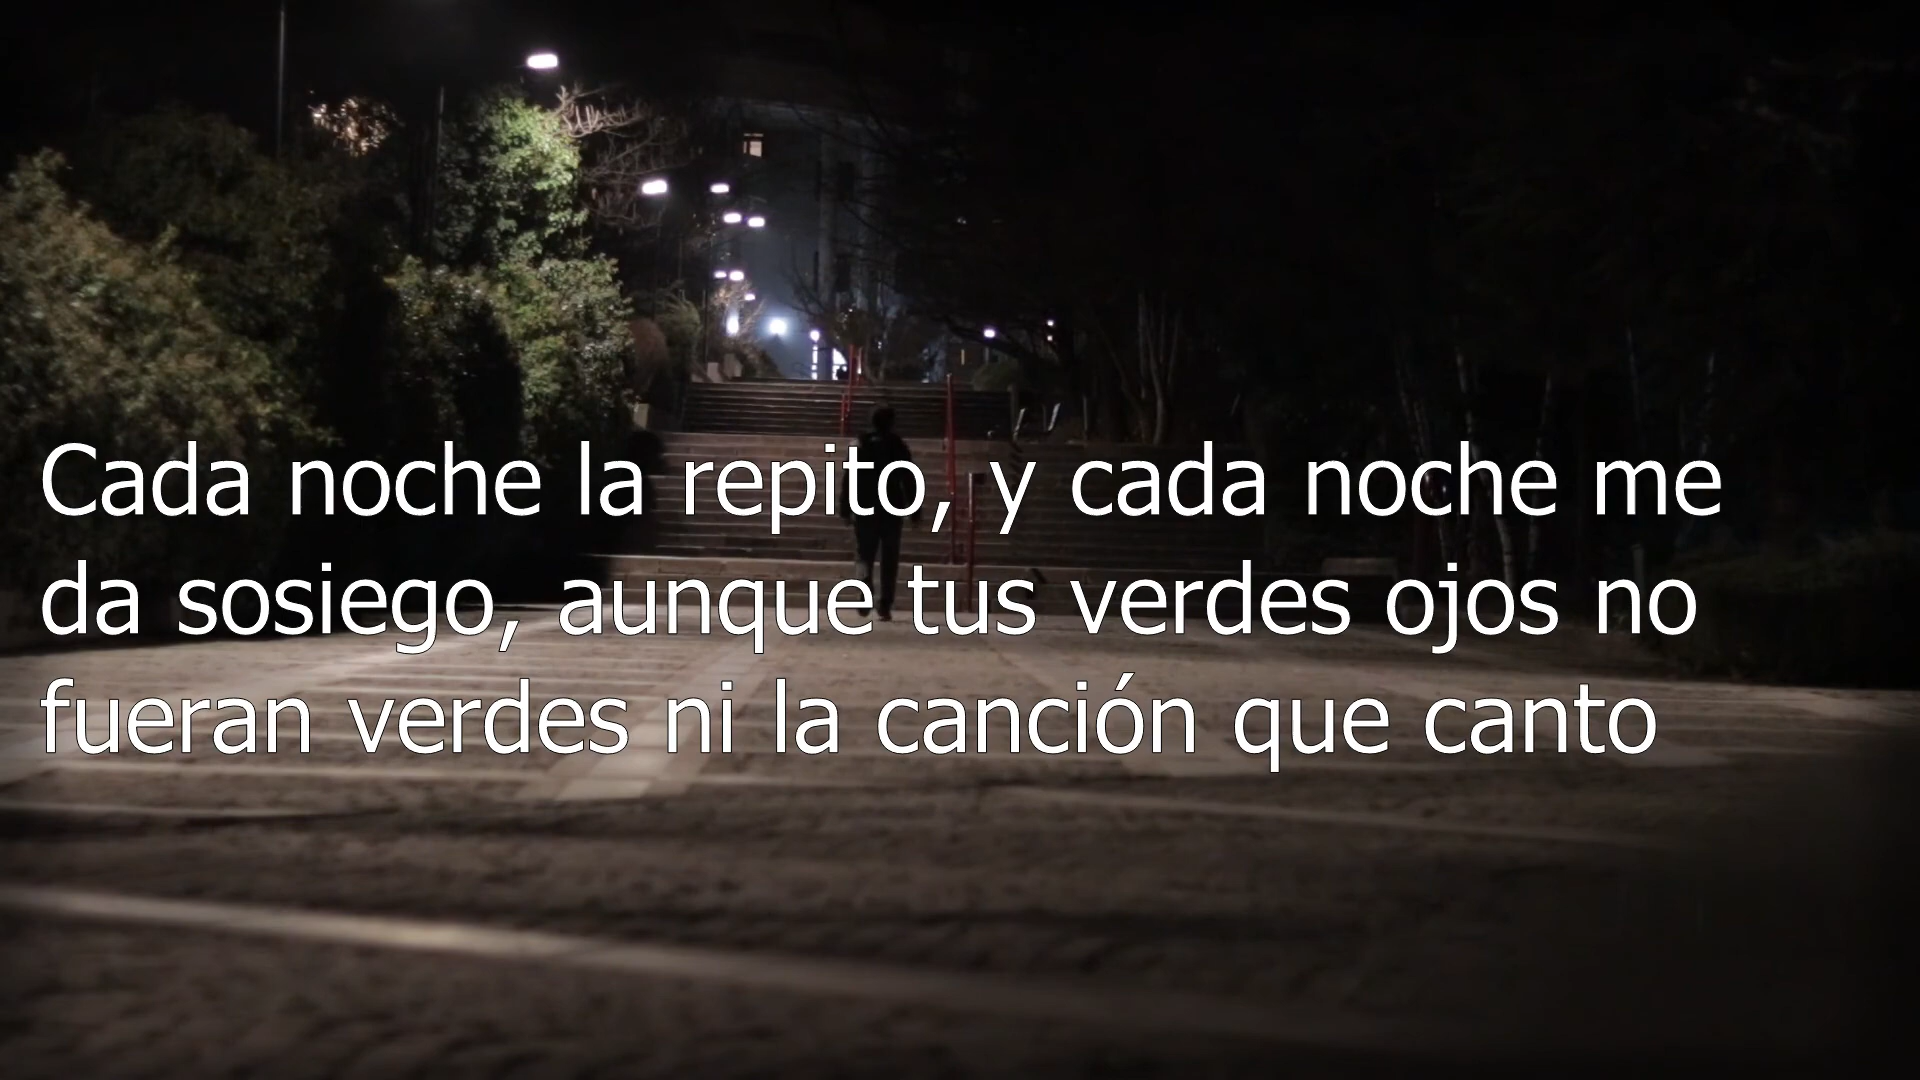 Cada noche la repito, y cada noche me
da sosiego, aunque tus verdes ojos no
fueran verdes ni la canción que canto